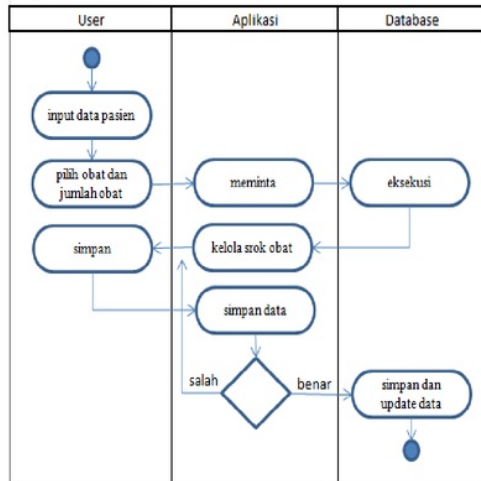 User Aplikasi Database
input data pasien
pilih obat dan
jumlah obat
meminta
eksekusi
simpan
kelola srok obat
simpan data
salah
benar
simpan dan
update data